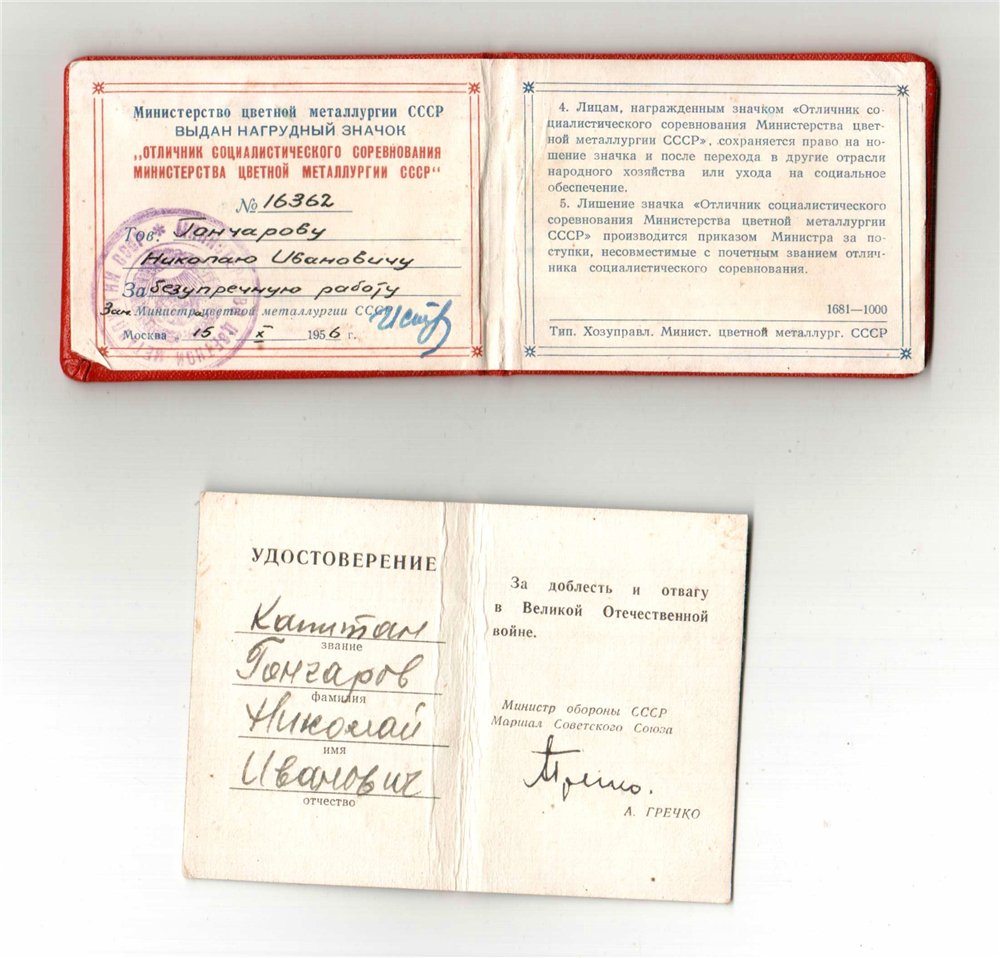 Министерство цветной металлургии СССР
ВЫДАН НАГРУДНЫЙ ЗНАЧОК
„ОТЛИЧНИК СОЦИАЛИСТИЧЕСКОГО СОРЕВНОВАНИЯ
МИНИСТЕРСТВА ЦВЕТНОЙ МЕТАЛЛУРГИИ СССР"
№ 16362
Тов. Гончарову
Николаю Ивановичу
За безупречную работу
Зам. Министра цветной металлургии СССР
Москва 15 X 1956 г.
4. Лицам, награжденным значком «Отличник со-
циалистического соревнования Министерства цвет-
ной металлургии СССР», сохраняется право на но-
шение значка и после перехода в другие отрасли
народного хозяйства или ухода на социальное
обеспечение.
5. Лишение значка «Отличник социалистического
соревнования Министерства цветной металлургии
СССР» производится приказом Министра за по-
ступки, несовместимые с почетным званием отлич-
ника социалистического соревнования.
1681—1000
Тип. Хозуправл. Минист. цветной металлург. СССР
УДОСТОВЕРЕНИЕ
Капитан
звание
Гончаров
фамилия
Николай
имя
Иванович
отчество
За доблесть и отвагу
в Великой Отечественной
войне.
Министр обороны СССР
Маршал Советского Союза
А. ГРЕЧКО